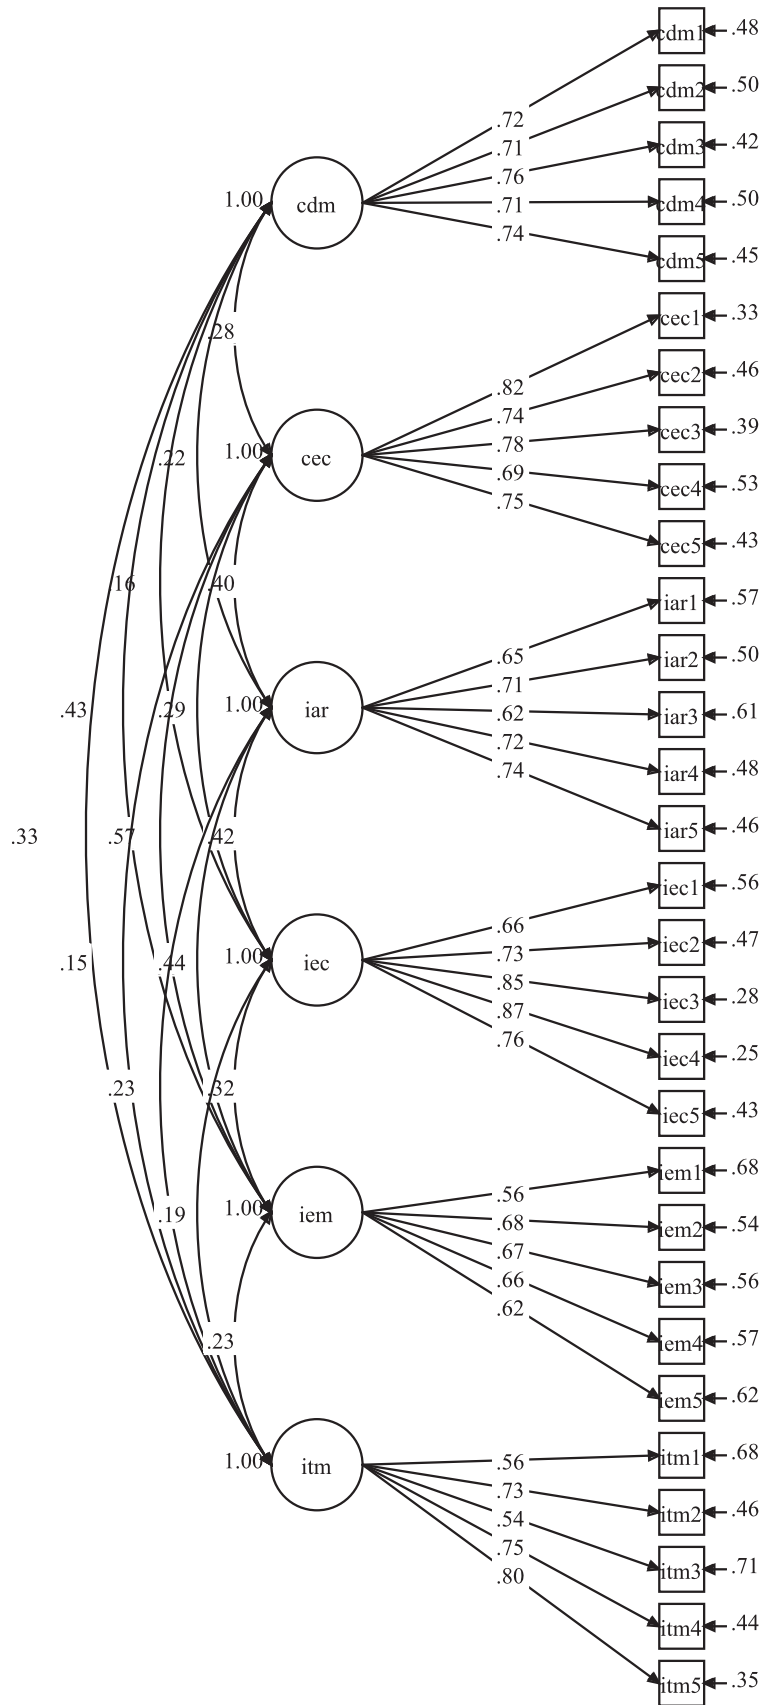 cdm1 .48
cdm2 .50
.72
.71
cdm3 .42
.76
1.00 cdm
.71
cdm4 .50
.74
cdm5 .45
cec1 .33
.28
cec2 .46
.82
.74
cec3 .39
.78
1.00 cec
.22
.69
cec4 .53
.75
cec5 .43
.16
.40
iar1 .57
.65
iar2 .50
.71
.43
.29
1.00 iar
.62
iar3 .61
.72
iar4 .48
.74
iar5 .46
.33
.57
.42
iec1 .56
.66
iec2 .47
.73
.15
.44
1.00 iec
.85
iec3 .28
.87
.76
iec4 .25
.23
.32
iec5 .43
iem1 .68
.56
1.00 iem
.19
.68
iem2 .54
.67
.66
iem3 .56
.62
.23
iem4 .57
iem5 .62
itm1 .68
1.00 itm
.56
.73
itm2 .46
.54
.75
itm3 .71
.80
itm4 .44
itm5 .35